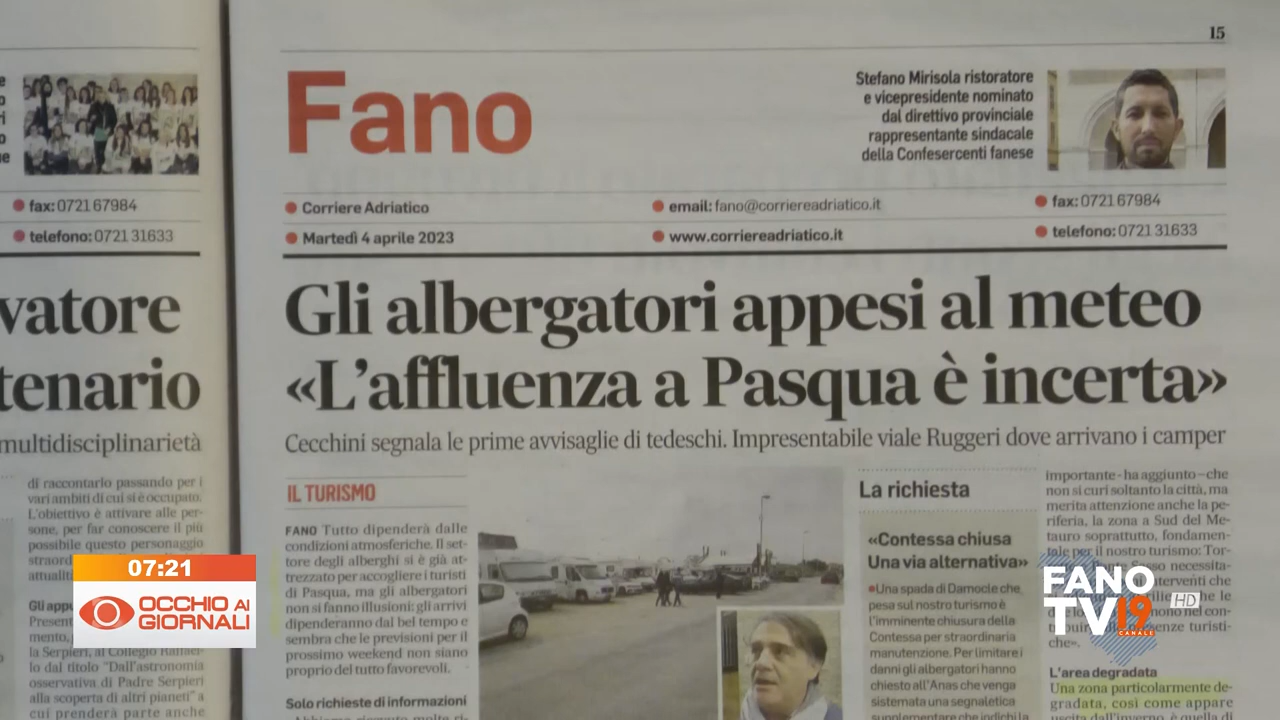 15
Fano
Stefano Mirisola ristoratore
e vicepresidente nominato
dal direttivo provinciale
rappresentante sindacale
della Confesercenti fanese
fax: 0721 67984
telefono: 0721 31633
Corriere Adriatico
email: fano@corriereadriatico.it
fax: 0721 67984
Martedì 4 aprile 2023
www.corriereadriatico.it
telefono: 0721 31633
vatore
tenario
multidisciplinarietà
di raccontarlo passando per i
vari ambiti di cui si è occupato.
L'obiettivo è attivare alle per-
sone, per far conoscere il più
possibile questo personaggio
Gli albergatori appesi al meteo
«L'affluenza a Pasqua è incerta»
Cecchini segnala le prime avvisaglie di tedeschi. Impresentabile viale Ruggeri dove arrivano i camper
IL TURISMO
FANO Tutto dipenderà dalle
condizioni atmosferiche. Il set-
tore degli alberghi si è già at-
trezzato per accogliere i turisti
di Pasqua, ma gli albergatori
non si fanno illusioni: gli arrivi
dipenderanno dal bel tempo e
sembra che le previsioni per il
prossimo weekend non siano
proprio del tutto favorevoli.
Solo richieste di informazioni
La richiesta
«Contessa chiusa
Una via alternativa»
Una spada di Damocle che
pesa sul nostro turismo è
l'imminente chiusura della
Contessa per straordinaria
manutenzione. Per limitare i
danni gli albergatori hanno
chiesto all'Anas che venga
sistemata una segnaletica
supplementare che indichi la
importante - ha aggiunto - che
non si curi soltanto la città, ma
merita attenzione anche la pe-
riferia, la zona a Sud del Me-
tauro soprattutto, fondamen-
tale per il nostro turismo: Tor-
necessita-
che».
L'area degradata
Una zona particolarmente de-
gradata, così come appare
lo dal titolo "Dall'astronomia
osservativa di Padre Serpieri
alla scoperta di altri pianeti" a
cui prenderà parte anche
07:21
OCCHIO AI
GIORNALI
FANO
TV19 HD
CANALE